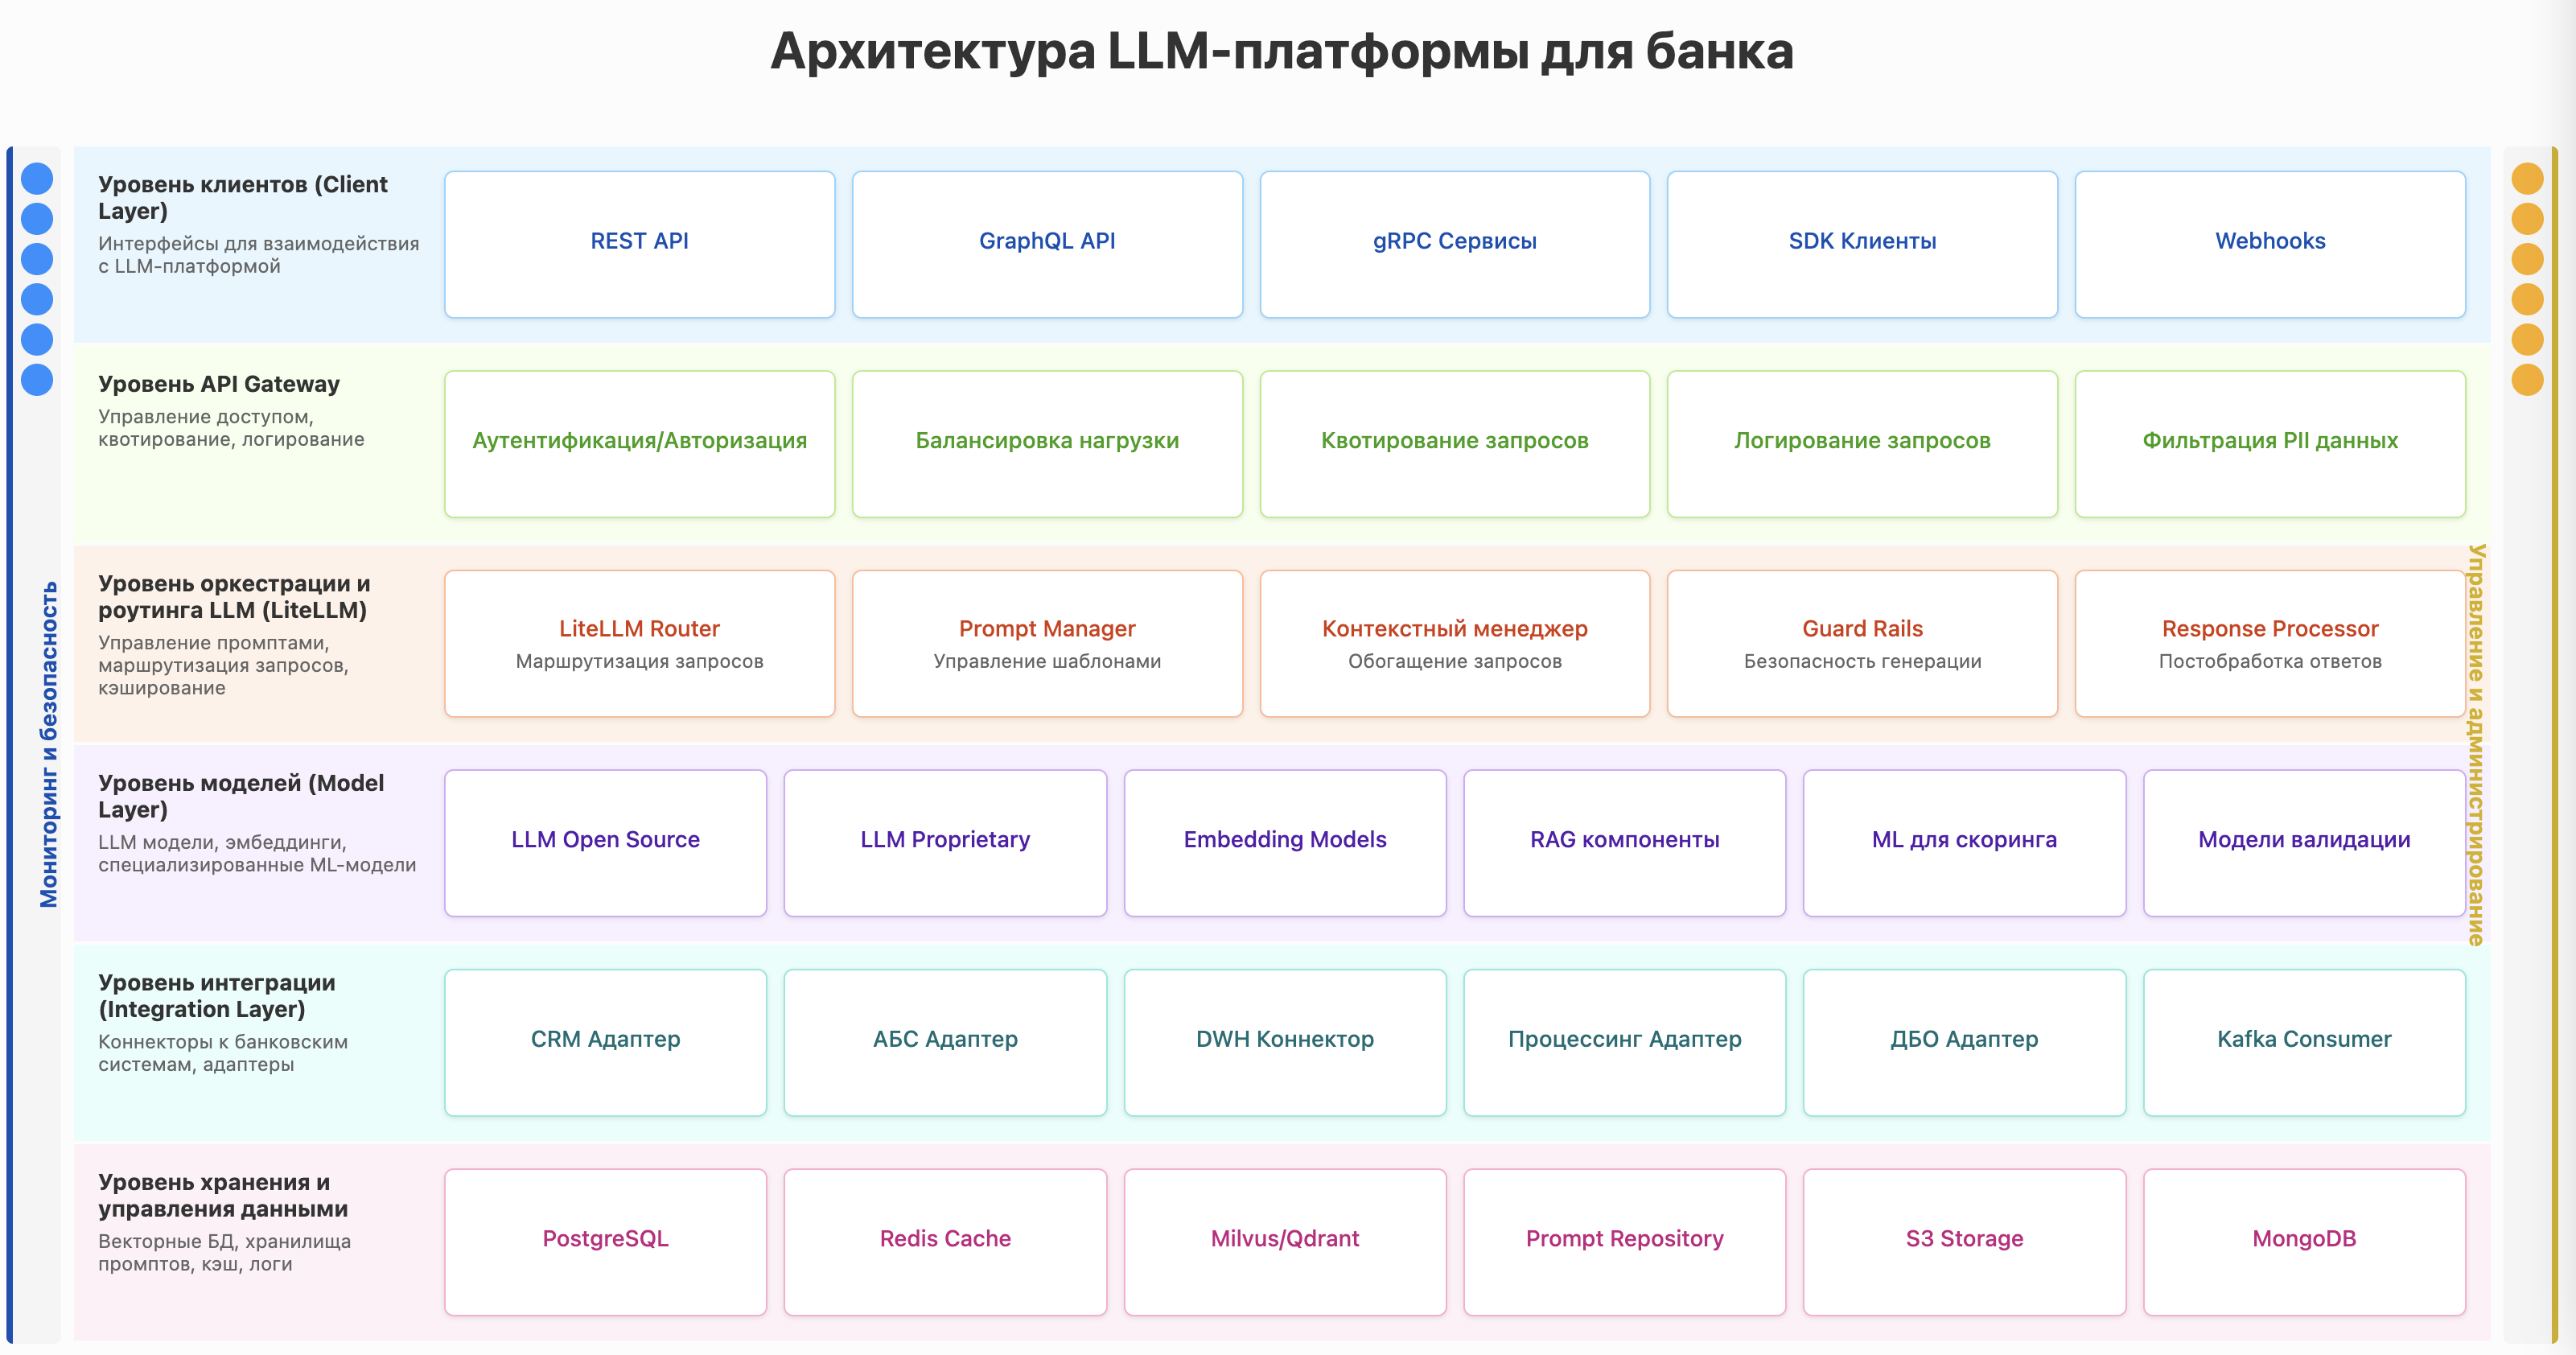 Архитектура LLM-платформы для банка
Мониторинг и безопасность
Уровень клиентов (Client
Layer)
Интерфейсы для взаимодействия
с LLM-платформой
REST API
GraphQL API
gRPC Сервисы
SDK Клиенты
Webhooks
Уровень API Gateway
Управление доступом,
квотирование, логирование
Аутентификация/Авторизация
Балансировка нагрузки
Квотирование запросов
Логирование запросов
Фильтрация PII данных
Уровень оркестрации и
роутинга LLM (LiteLLM)
Управление промптами,
маршрутизация запросов,
кэширование
LiteLLM Router
Маршрутизация запросов
Prompt Manager
Управление шаблонами
Контекстный менеджер
Обогащение запросов
Guard Rails
Безопасность генерации
Response Processor
Постобработка ответов
Уровень моделей (Model
Layer)
LLM модели, эмбеддинги,
специализированные ML-модели
LLM Open Source
LLM Proprietary
Embedding Models
RAG компоненты
ML для скоринга
Модели валидации
Уровень интеграции
(Integration Layer)
Коннекторы к банковским
системам, адаптеры
CRM Адаптер
АБС Адаптер
DWH Коннектор
Процессинг Адаптер
ДБО Адаптер
Kafka Consumer
Уровень хранения и
управления данными
Векторные БД, хранилища
промптов, кэш, логи
PostgreSQL
Redis Cache
Milvus/Qdrant
Prompt Repository
S3 Storage
MongoDB
Управление и администрирование